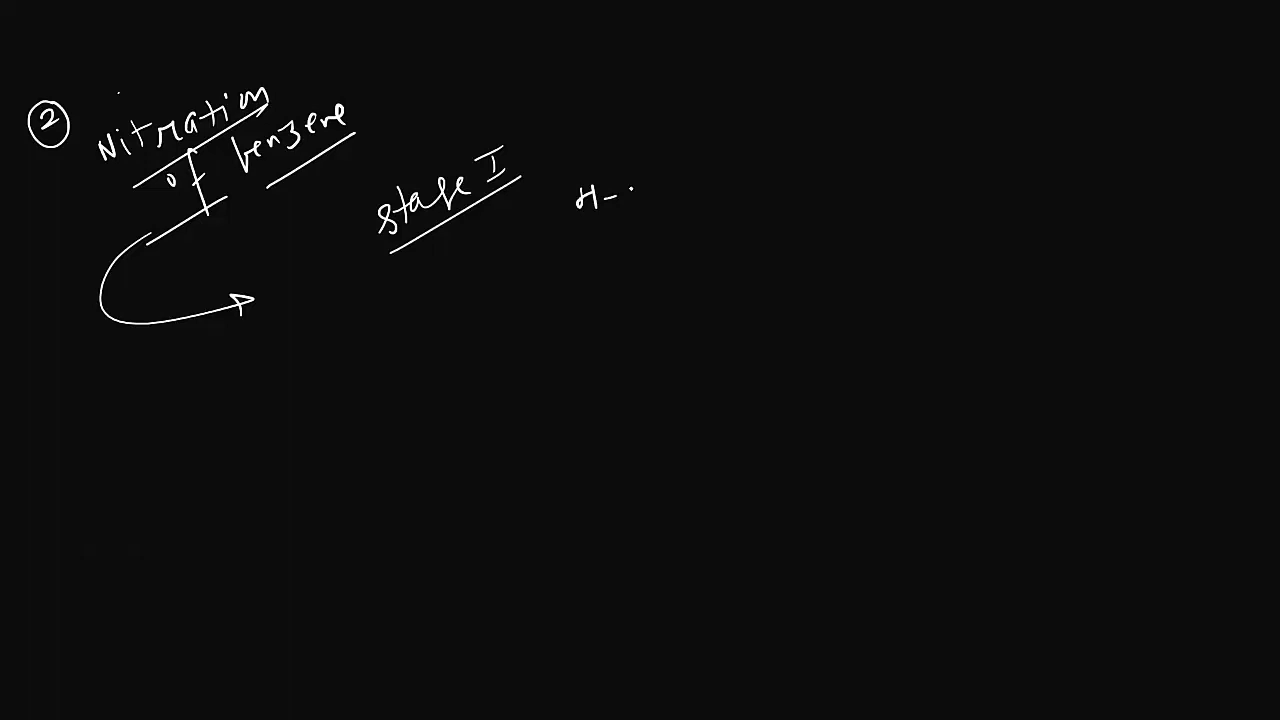 ② Nitration
of benzene
stage I
H-